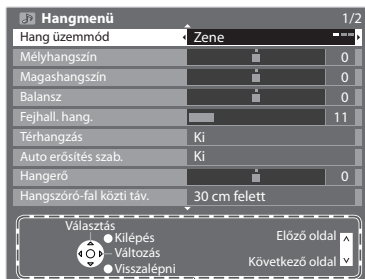 Hangmenü 1/2
Hang üzemmód Zene
Mélyhangszín 0
Magashangszín 0
Balansz 0
Fejhall. hang. 11
Térhangzás Ki
Auto erősítés szab. Ki
Hangerő 0
Hangszóró-fal közti táv. 30 cm felett
Választás
Kilépés
Változás
Visszalépni
Előző oldal
Következő oldal